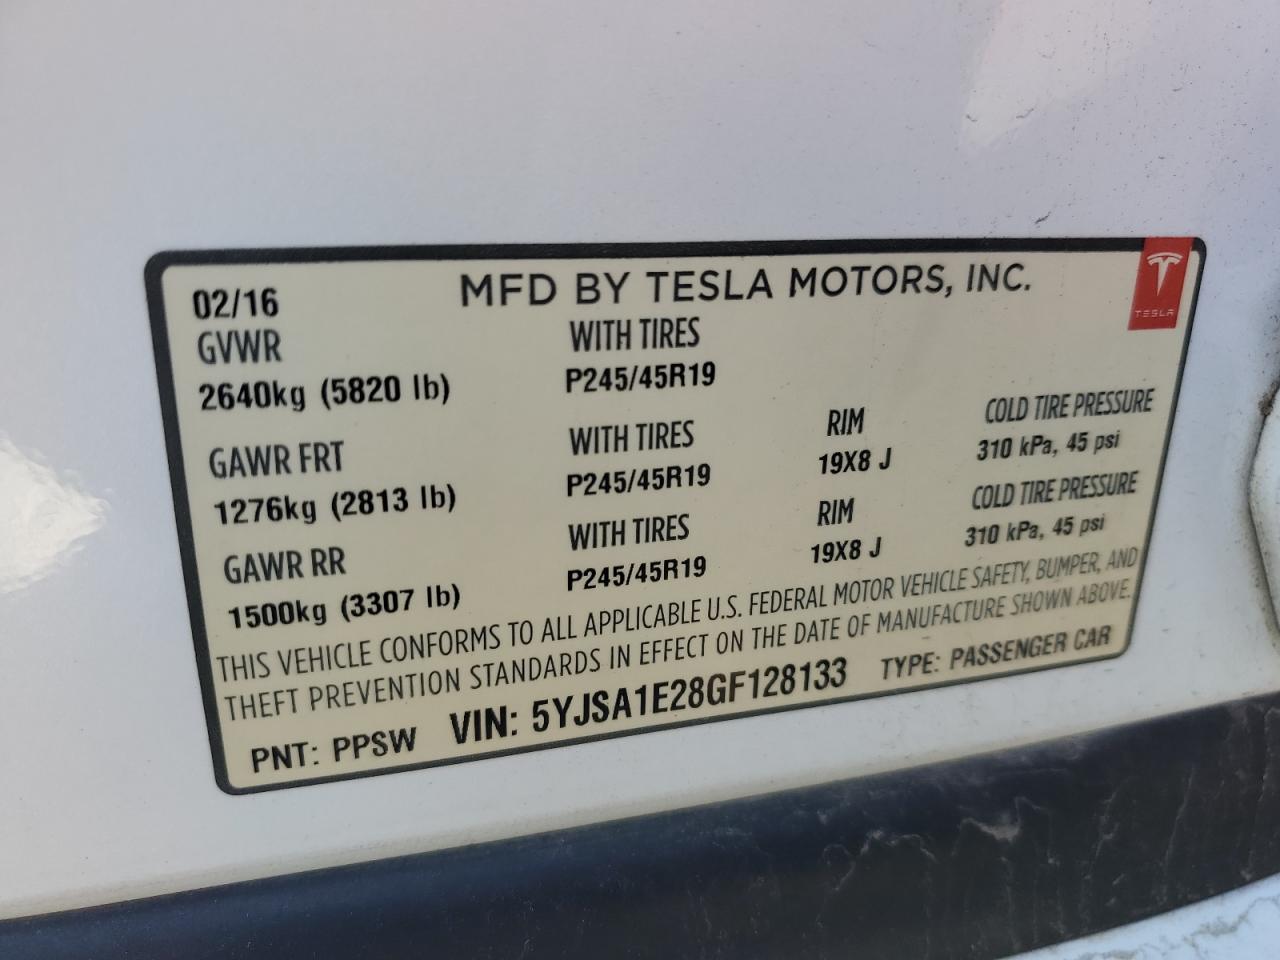 02/16 MFD BY TESLA MOTORS, INC.
TESLA
GVWR WITH TIRES
2640kg (5820 lb) P245/45R19
GAWR FRT WITH TIRES RIM COLD TIRE PRESSURE
1276kg (2813 lb) P245/45R19 19X8 J 310 kPa, 45 psi
GAWR RR WITH TIRES RIM COLD TIRE PRESSURE
1500kg (3307 lb) P245/45R19 19X8 J 310 kPa, 45 psi
THIS VEHICLE CONFORMS TO ALL APPLICABLE U.S. FEDERAL MOTOR VEHICLE SAFETY, BUMPER, AND
THEFT PREVENTION STANDARDS IN EFFECT ON THE DATE OF MANUFACTURE SHOWN ABOVE.
PNT: PPSW VIN: 5YJSA1E28GF128133 TYPE: PASSENGER CAR